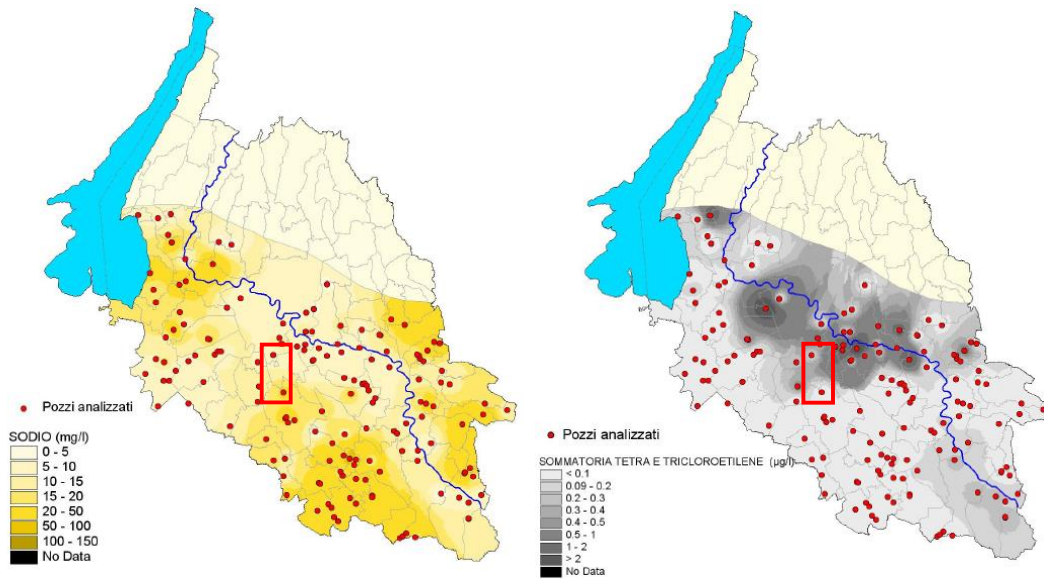 Pozzi analizzati
SODIO (mg/l)
0 - 5
5 - 10
10 - 15
15 - 20
20 - 50
50 - 100
100 - 150
No Data
Pozzi analizzati
SOMMATORIA TETRA E TRICLOROETILENE (µg/l)
< 0.1
0.09 - 0.2
0.2 - 0.3
0.3 - 0.4
0.4 - 0.5
0.5 - 1
1 - 2
> 2
No Data